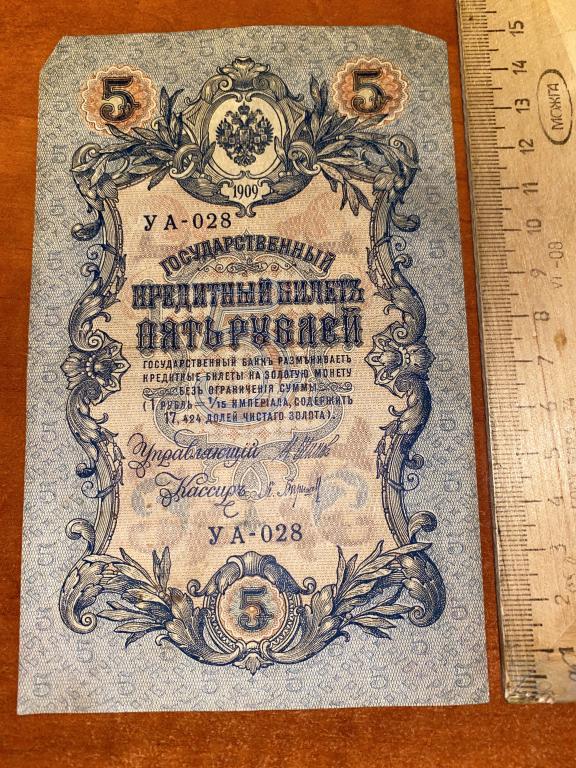 5 5
1909
УА-028
ГОСУДАРСТВЕННЫЙ
КРЕДИТНЫЙ БИЛЕТЪ
ПЯТЬ РУБЛЕЙ
ГОСУДАРСТВЕННЫЙ БАНКЪ РАЗМѢНИВАЕТЪ
КРЕДИТНЫЕ БИЛЕТЫ НА ЗОЛОТУЮ МОНЕТУ
БЕЗЪ ОГРАНИЧЕНІЯ СУММЫ
(1 РУБЛЬ = 1/15 ИМПЕРІАЛА, СОДЕРЖИТЪ
17,424 ДОЛЕЙ ЧИСТАГО ЗОЛОТА).
Управляющій
Кассиръ
УА-028
5
15
14
13
12
11
10
9
8
7
6
5
4
3
2
МОЖГА